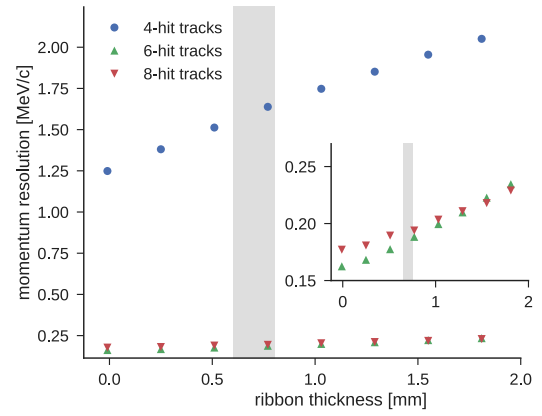 2.00
1.75
1.50
1.25
1.00
0.75
0.50
0.25
momentum resolution [MeV/c]
4-hit tracks
6-hit tracks
8-hit tracks
0.25
0.20
0.15
0 1 2
0.0 0.5 1.0 1.5 2.0
ribbon thickness [mm]